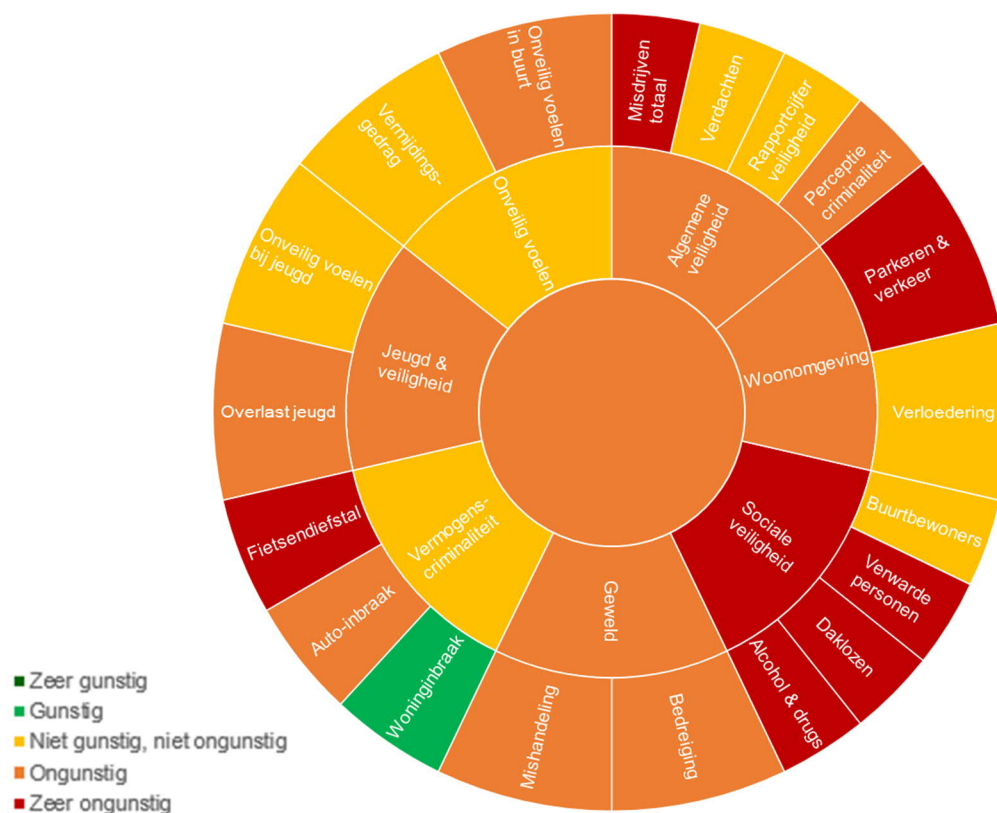 Onveilig voelen
in buurt
Misdrijven
totaal
Verdachten
Rapportcijfer
veiligheid
Perceptie
criminaliteit
Parkeren &
verkeer
Verloedering
Buurtbewoners
Verwarde
personen
Daklozen
Alcohol & drugs
Bedreiging
Mishandeling
Woninginbraak
Auto-inbraak
Fietsendiefstal
Overlast jeugd
Onveilig voelen
bij jeugd
Vermijdings-
gedrag
Onveilig voelen
Algemene
veiligheid
Woonomgeving
Sociale
veiligheid
Geweld
Vermogens-
criminaliteit
Jeugd &
veiligheid
Zeer gunstig
Gunstig
Niet gunstig, niet ongunstig
Ongunstig
Zeer ongunstig